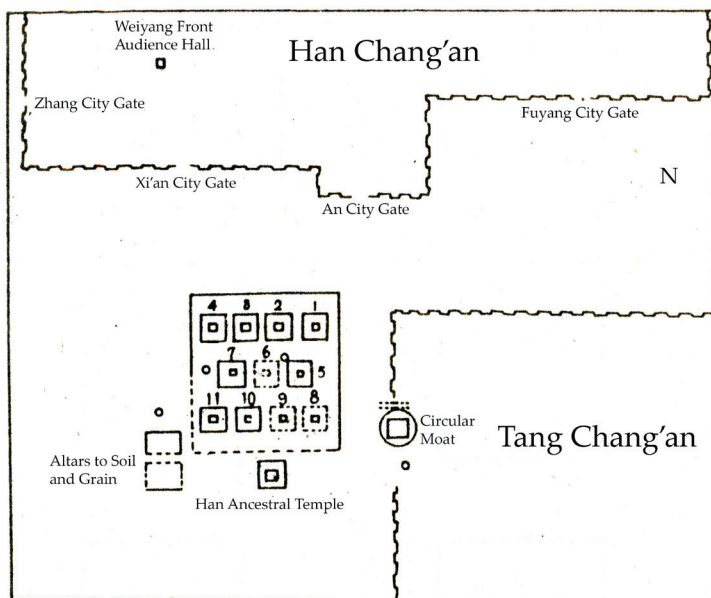 Weiyang Front
Audience Hall
Han Chang'an
Zhang City Gate
Fuyang City Gate
Xi'an City Gate
N
An City Gate
4 3 2 1
7 6 5
11 10 9 8
Circular
Moat
Tang Chang'an
Altars to Soil
and Grain
Han Ancestral Temple